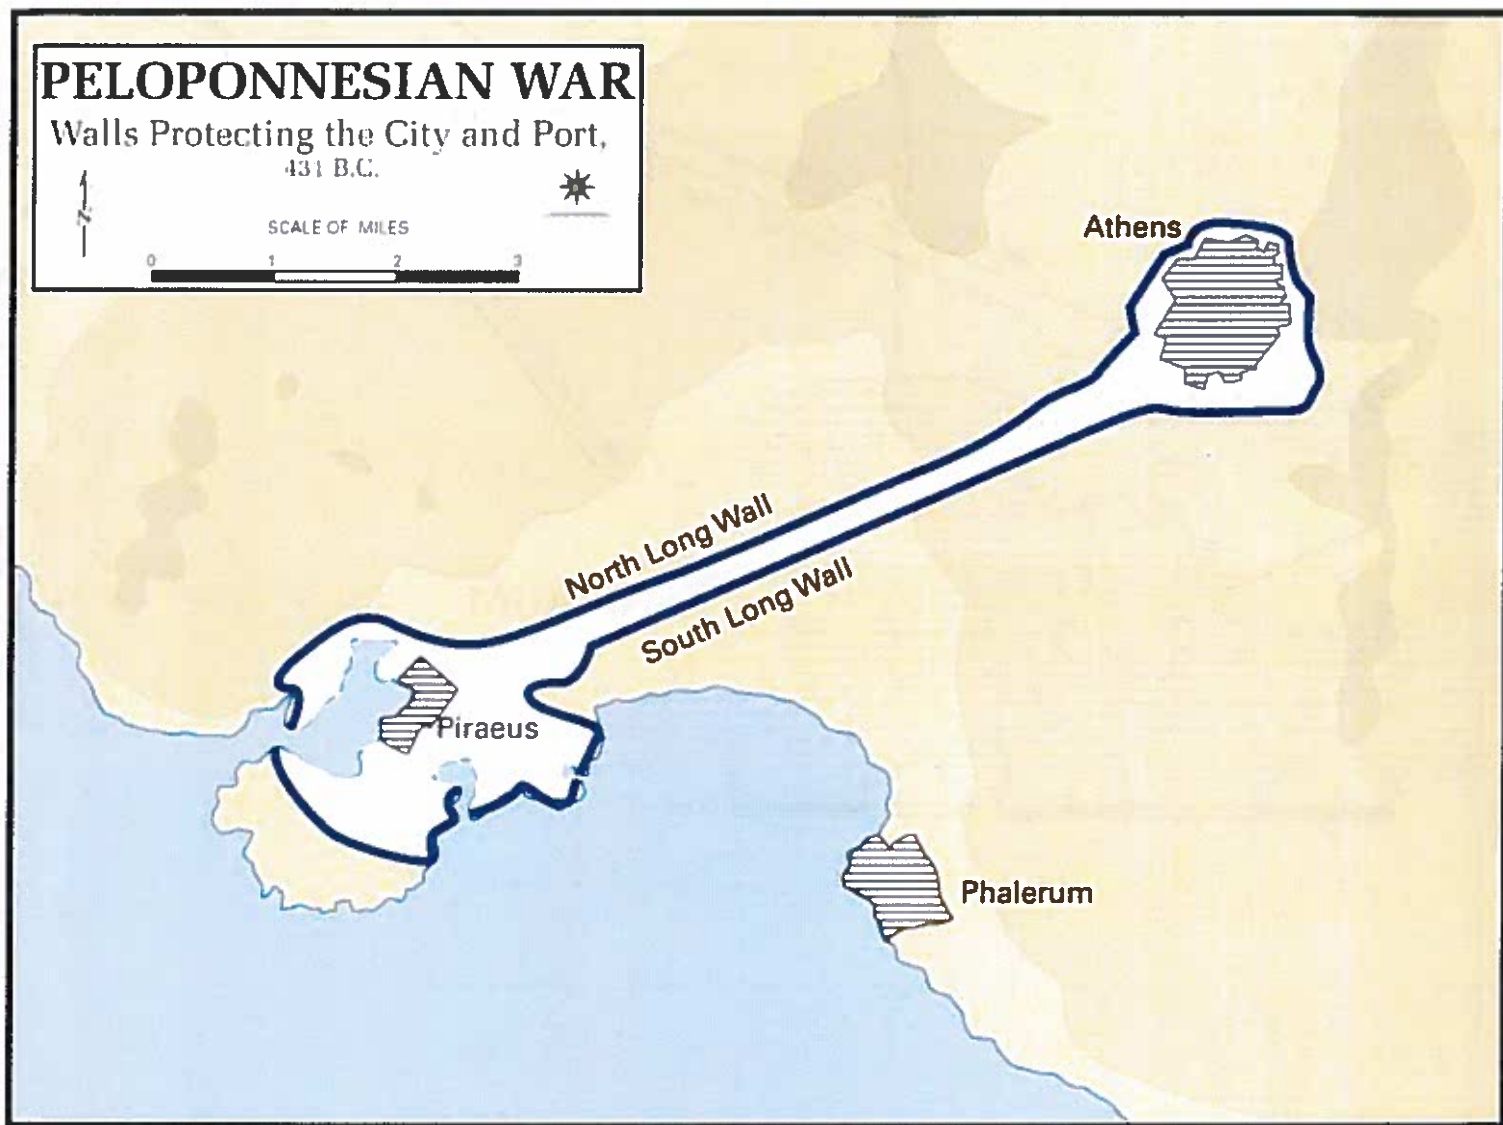 PELOPONNESIAN WAR
Walls Protecting the City and Port,
431 B.C.
N
SCALE OF MILES
0 1 2 3
Athens
North Long Wall
South Long Wall
Piraeus
Phalerum